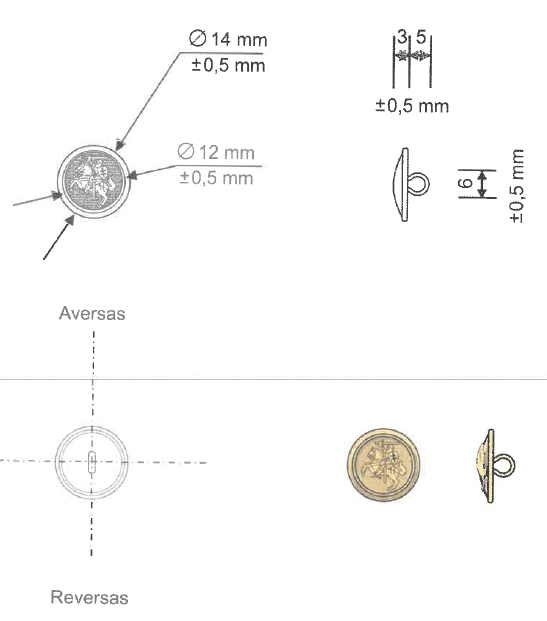 Ø 14 mm
±0,5 mm
3 5
±0,5 mm
Ø 12 mm
±0,5 mm
6
±0,5 mm
Aversas
Reversas